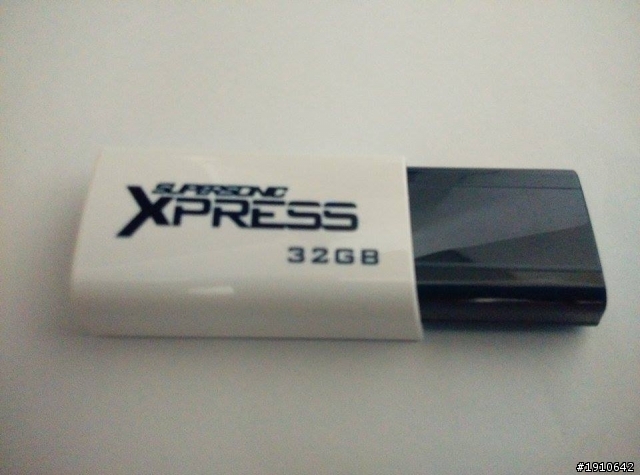 SUPERSONIC
XPRESS
32GB
#1910642